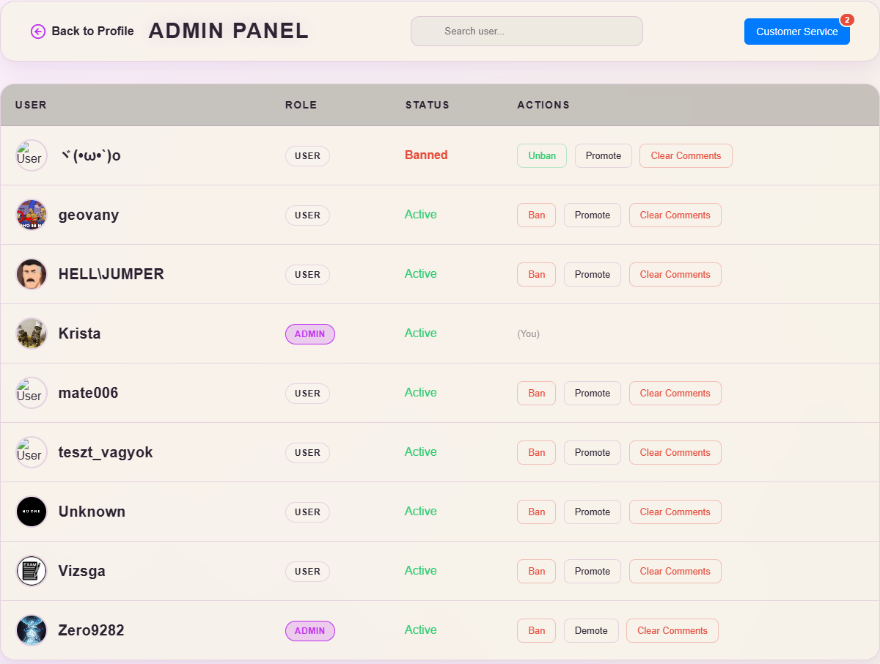 Back to Profile ADMIN PANEL Search user... Customer Service 2
USER ROLE STATUS ACTIONS
User ヾ(•ω•`)o USER Banned Unban Promote Clear Comments
geovany USER Active Ban Promote Clear Comments
HELL\JUMPER USER Active Ban Promote Clear Comments
Krista ADMIN Active (You)
User mate006 USER Active Ban Promote Clear Comments
User teszt_vagyok USER Active Ban Promote Clear Comments
Unknown USER Active Ban Promote Clear Comments
Vizsga USER Active Ban Promote Clear Comments
Zero9282 ADMIN Active Ban Demote Clear Comments